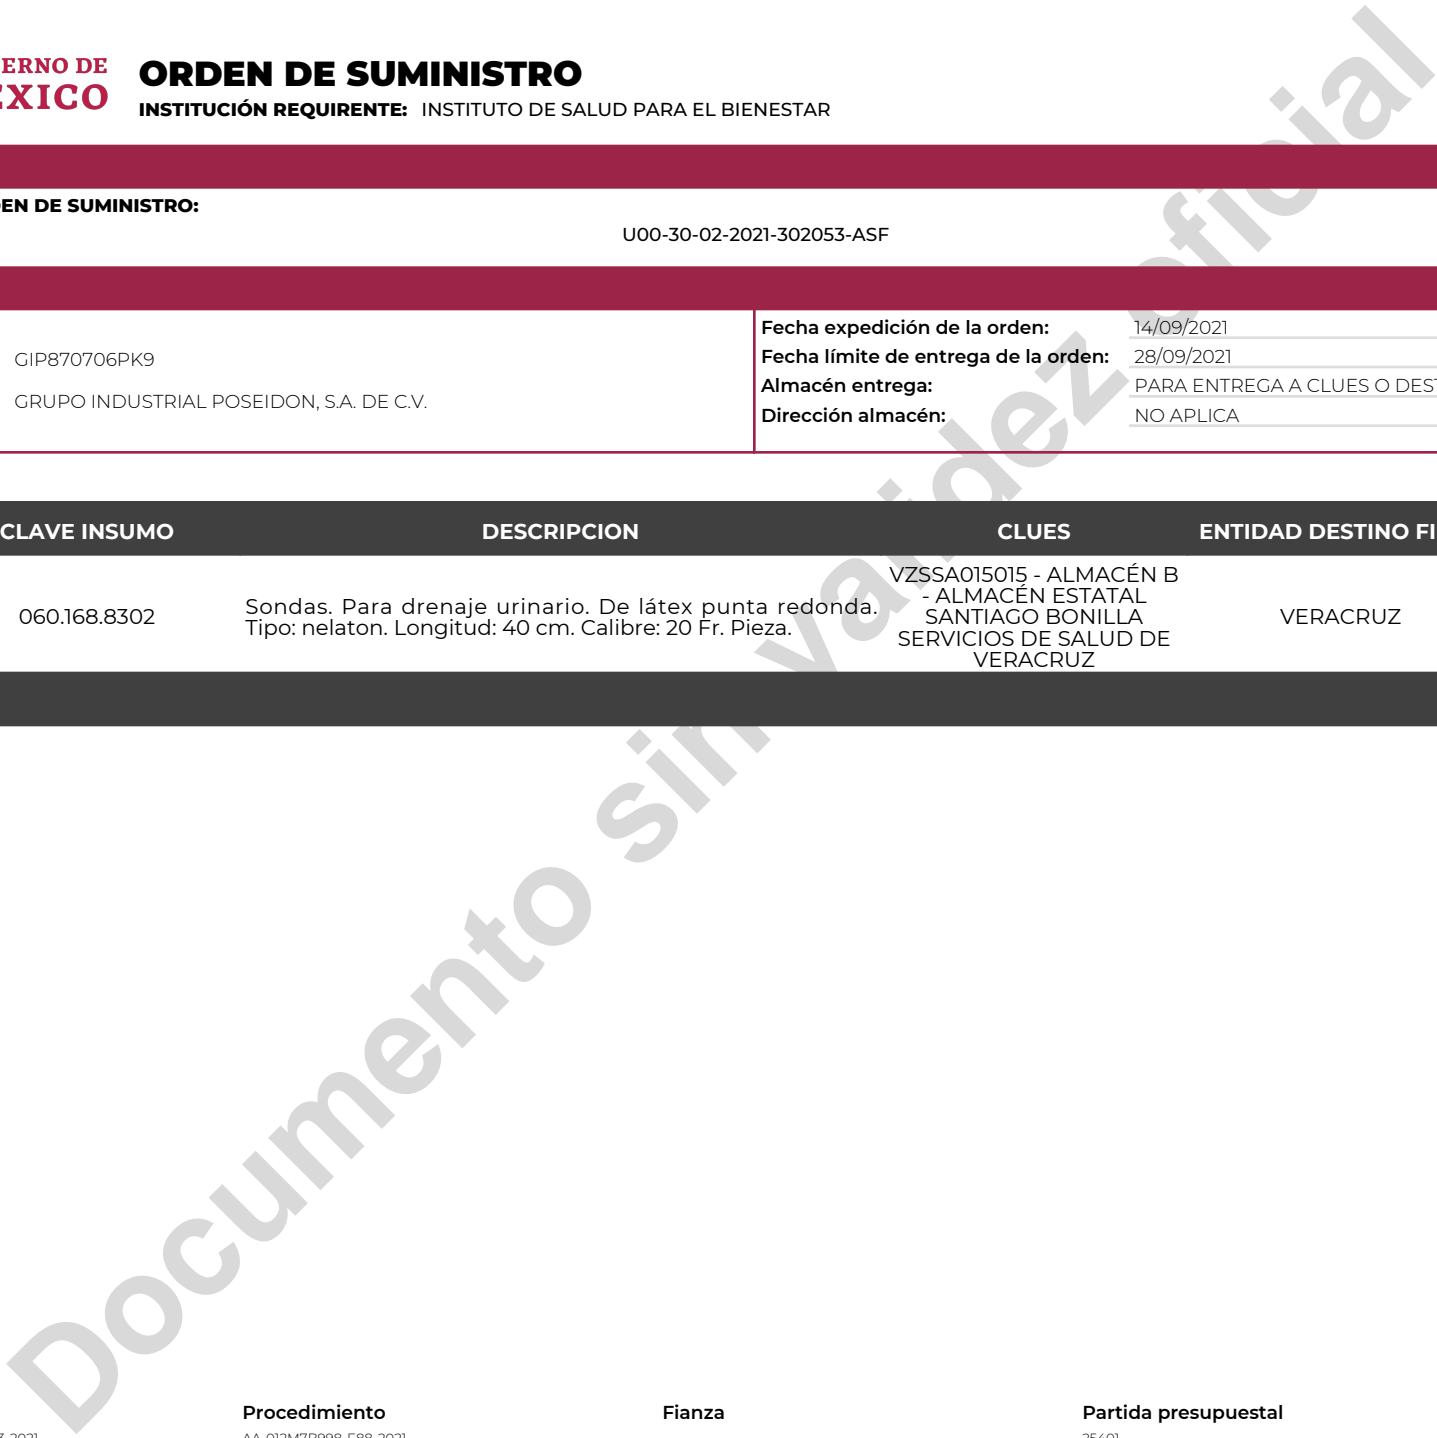 ERNO DE
EXICO
ORDEN DE SUMINISTRO
INSTITUCIÓN REQUIRENTE: INSTITUTO DE SALUD PARA EL BIENESTAR
EN DE SUMINISTRO:
U00-30-02-2021-302053-ASF
GIP870706PK9
GRUPO INDUSTRIAL POSEIDON, S.A. DE C.V.
Fecha expedición de la orden: 14/09/2021
Fecha límite de entrega de la orden: 28/09/2021
Almacén entrega: PARA ENTREGA A CLUES O DEST
Dirección almacén: NO APLICA
CLAVE INSUMO DESCRIPCION CLUES ENTIDAD DESTINO FI
060.168.8302
Sondas. Para drenaje urinario. De látex punta redonda.
Tipo: nelaton. Longitud: 40 cm. Calibre: 20 Fr. Pieza.
VZSSA015015 - ALMACÉN B
- ALMACÉN ESTATAL
SANTIAGO BONILLA
SERVICIOS DE SALUD DE
VERACRUZ
VERACRUZ
Documento sin validez oficial
Procedimiento Fianza Partida presupuestal